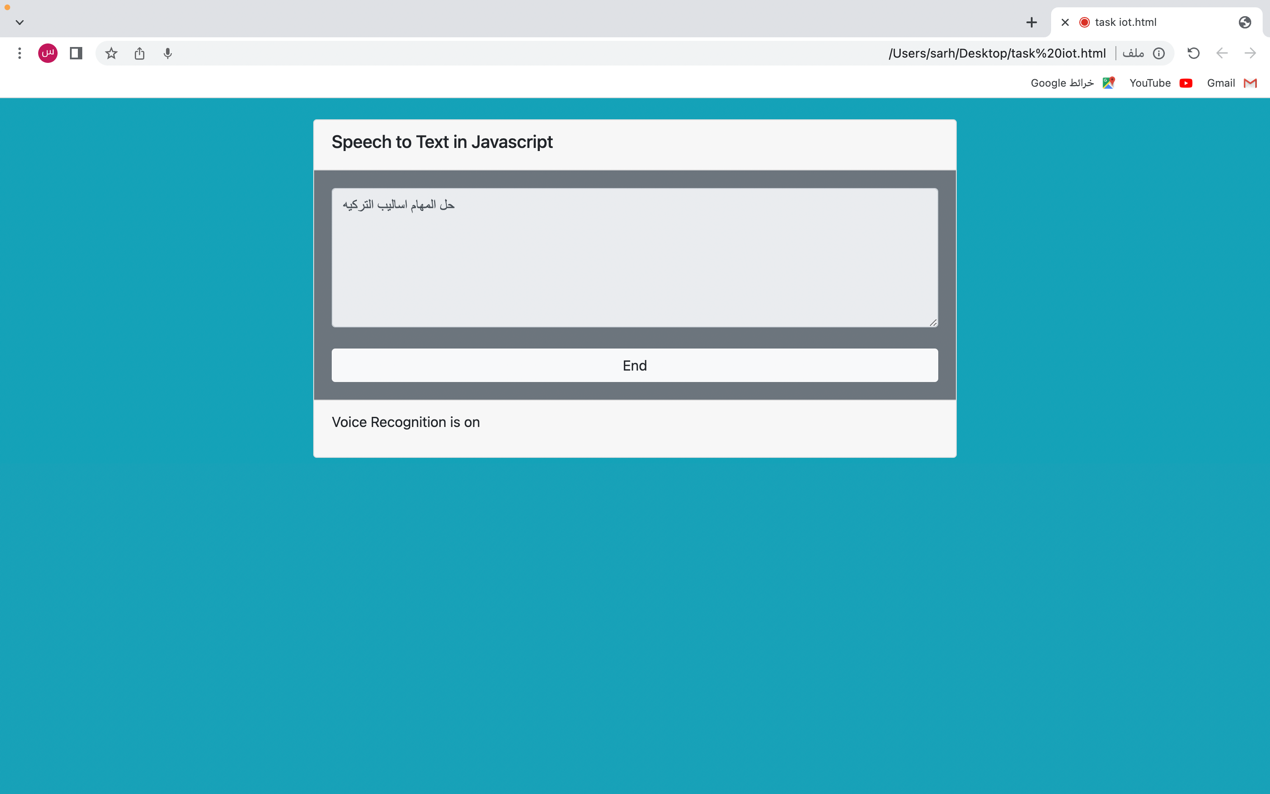 task iot.html
س
/Users/sarh/Desktop/task%20iot.html
ملف
خرائط Google
YouTube
Gmail
Speech to Text in Javascript
حل المهام اساليب التركيه
End
Voice Recognition is on